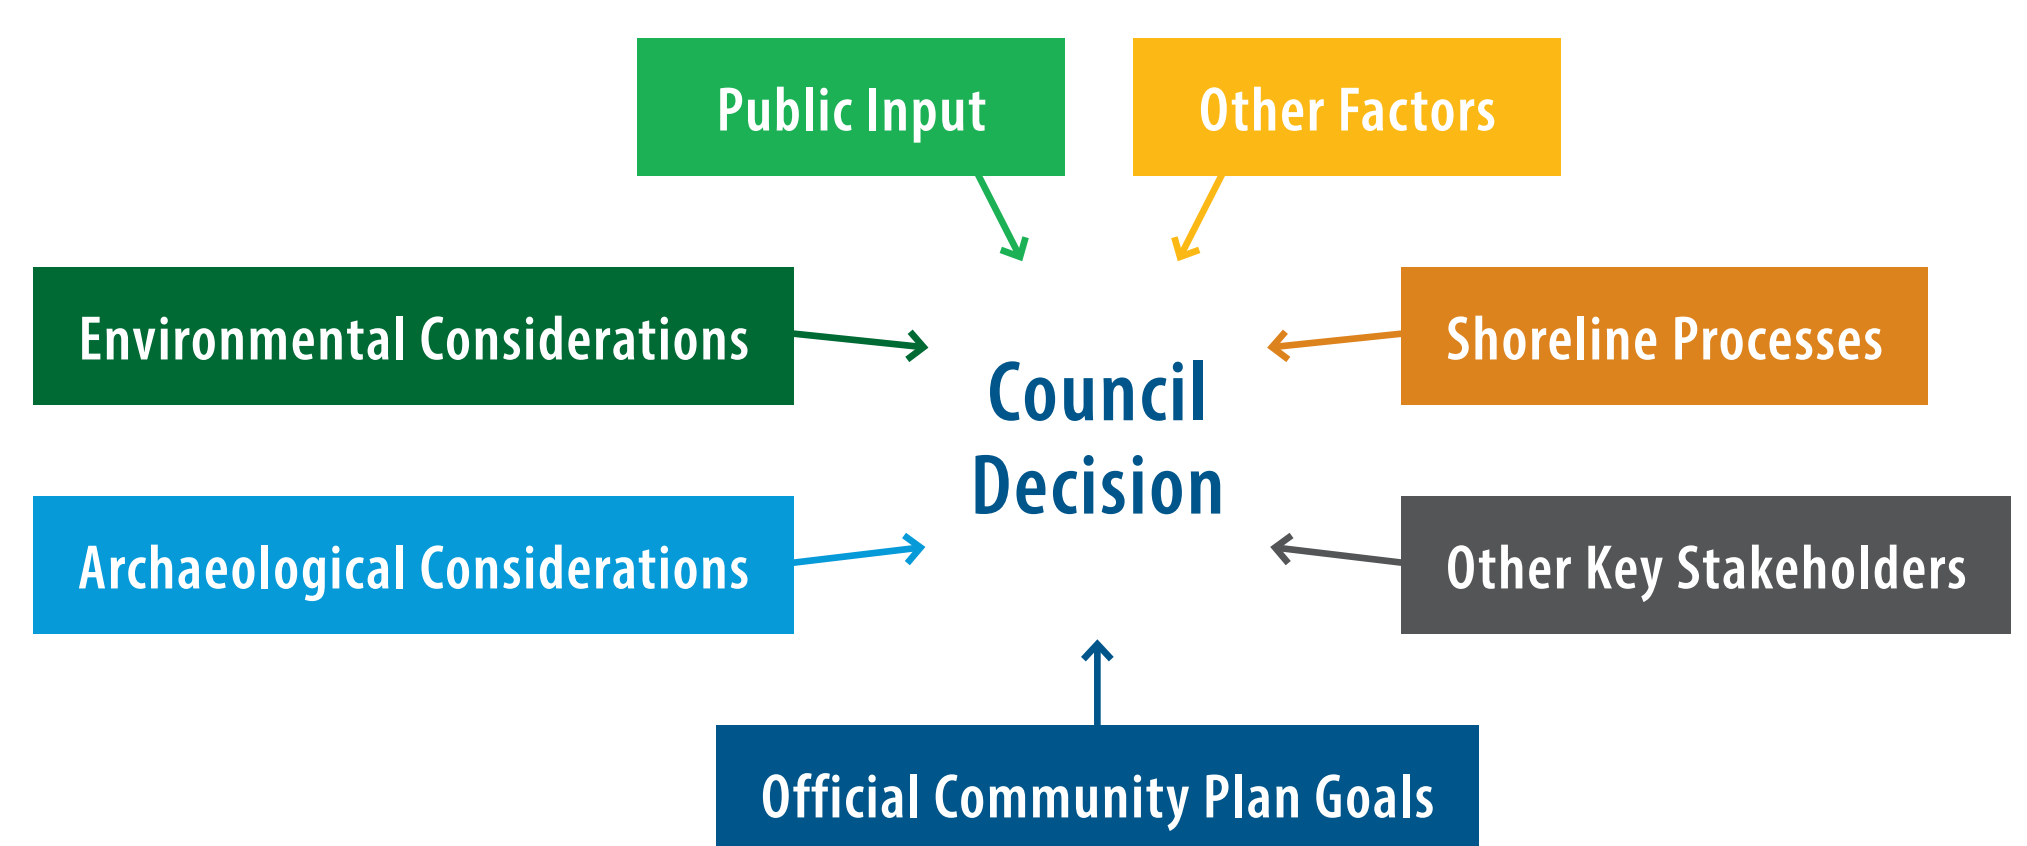 Public Input
Other Factors
Environmental Considerations
Shoreline Processes
Council
Decision
Archaeological Considerations
Other Key Stakeholders
Official Community Plan Goals